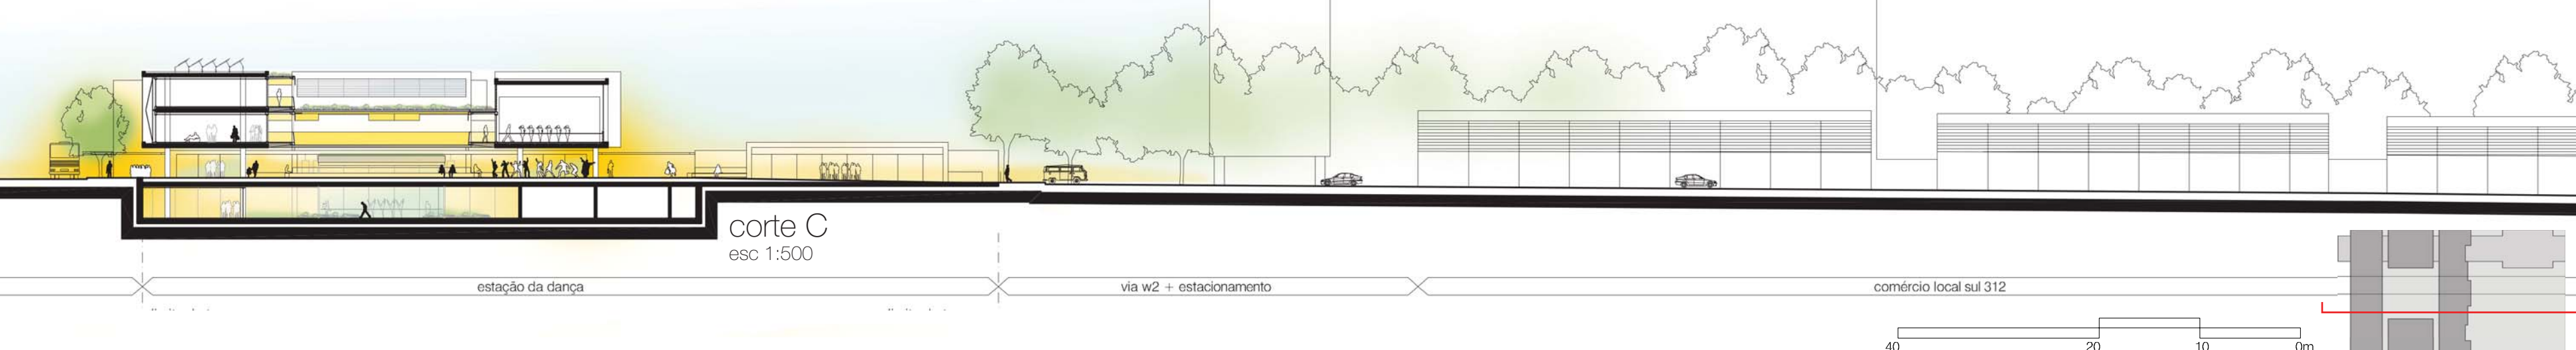 corte C
esc 1:500
estação da dança
via w2 + estacionamento
comércio local sul 312
40 20 10 0m